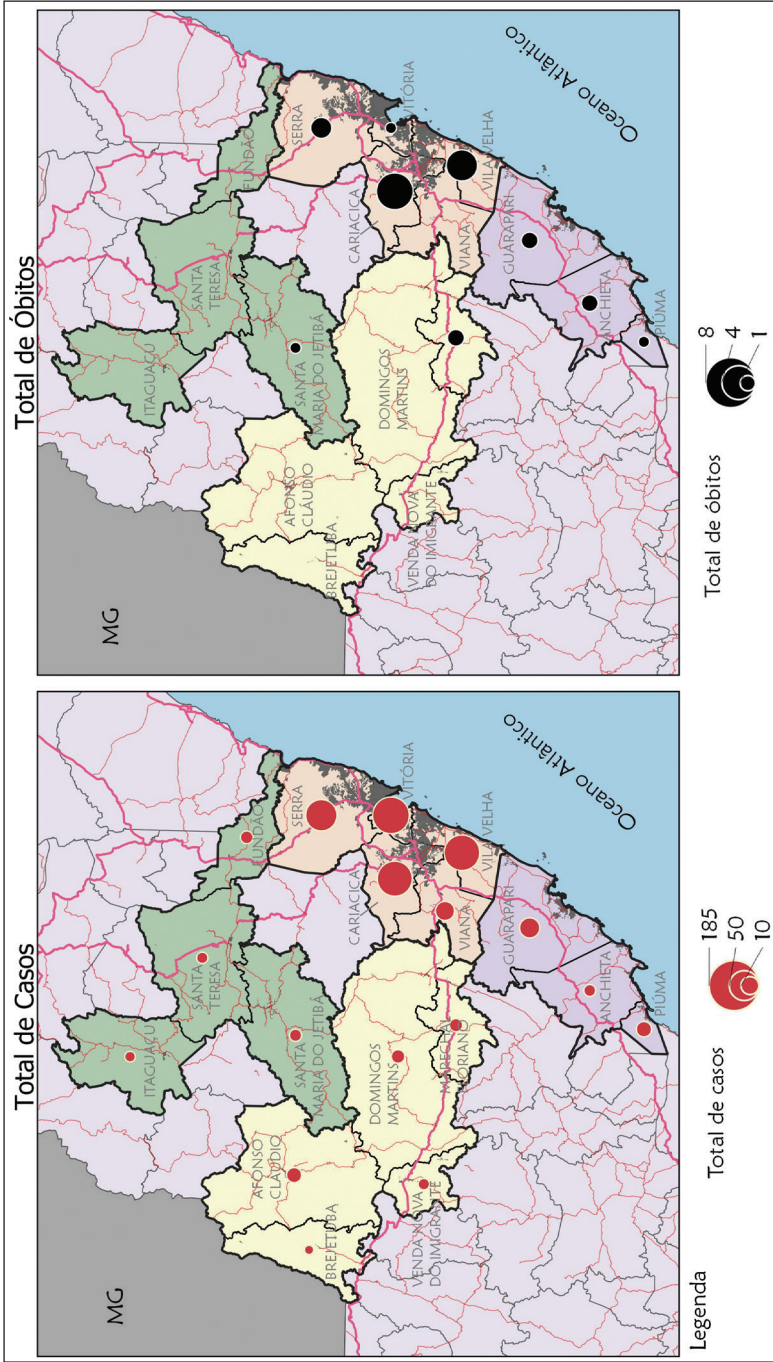 Total de Casos
MG
ITAGUAÇU
SANTA
TERESA
FUNDÃO
SANTA
MARIA DO JETIBÁ
AFONSO
CLÁUDIO
BREJETUBA
SERRA
CARIACICA
VITÓRIA
DOMINGOS
MARTINS
VENDA NOVA
DO IMIGRANTE
MARECHAL
FLORIANO
VIANA
VILA VELHA
GUARAPARI
ANCHIETA
PIÚMA
Oceano Atlântico
Legenda
Total de casos
185
50
10
Total de Óbitos
MG
ITAGUAÇU
SANTA
TERESA
FUNDÃO
SANTA
MARIA DO JETIBÁ
AFONSO
CLÁUDIO
BREJETUBA
SERRA
CARIACICA
VITÓRIA
DOMINGOS
MARTINS
VENDA NOVA
DO IMIGRANTE
VIANA
VILA VELHA
GUARAPARI
ANCHIETA
PIÚMA
Oceano Atlântico
Total de óbitos
8
4
1